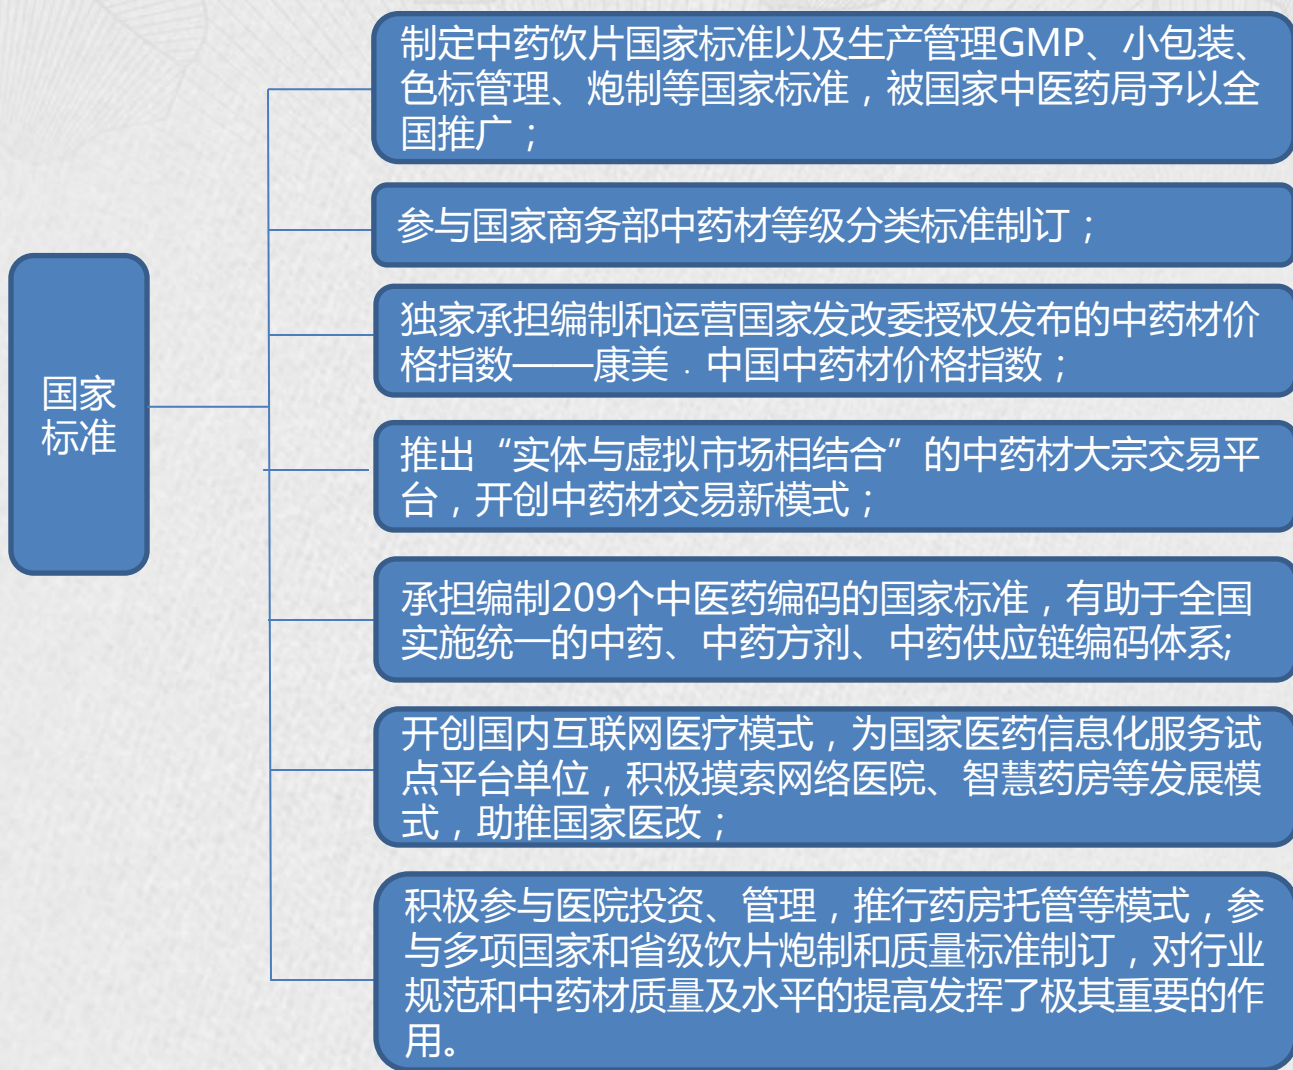 国家
标准
制定中药饮片国家标准以及生产管理GMP、小包装、
色标管理、炮制等国家标准，被国家中医药局予以全
国推广；
参与国家商务部中药材等级分类标准制订；
独家承担编制和运营国家发改委授权发布的中药材价
格指数——康美﹒中国中药材价格指数；
推出“实体与虚拟市场相结合”的中药材大宗交易平
台，开创中药材交易新模式；
承担编制209个中医药编码的国家标准，有助于全国
实施统一的中药、中药方剂、中药供应链编码体系;
开创国内互联网医疗模式，为国家医药信息化服务试
点平台单位，积极摸索网络医院、智慧药房等发展模
式，助推国家医改；
积极参与医院投资、管理，推行药房托管等模式，参
与多项国家和省级饮片炮制和质量标准制订，对行业
规范和中药材质量及水平的提高发挥了极其重要的作
用。